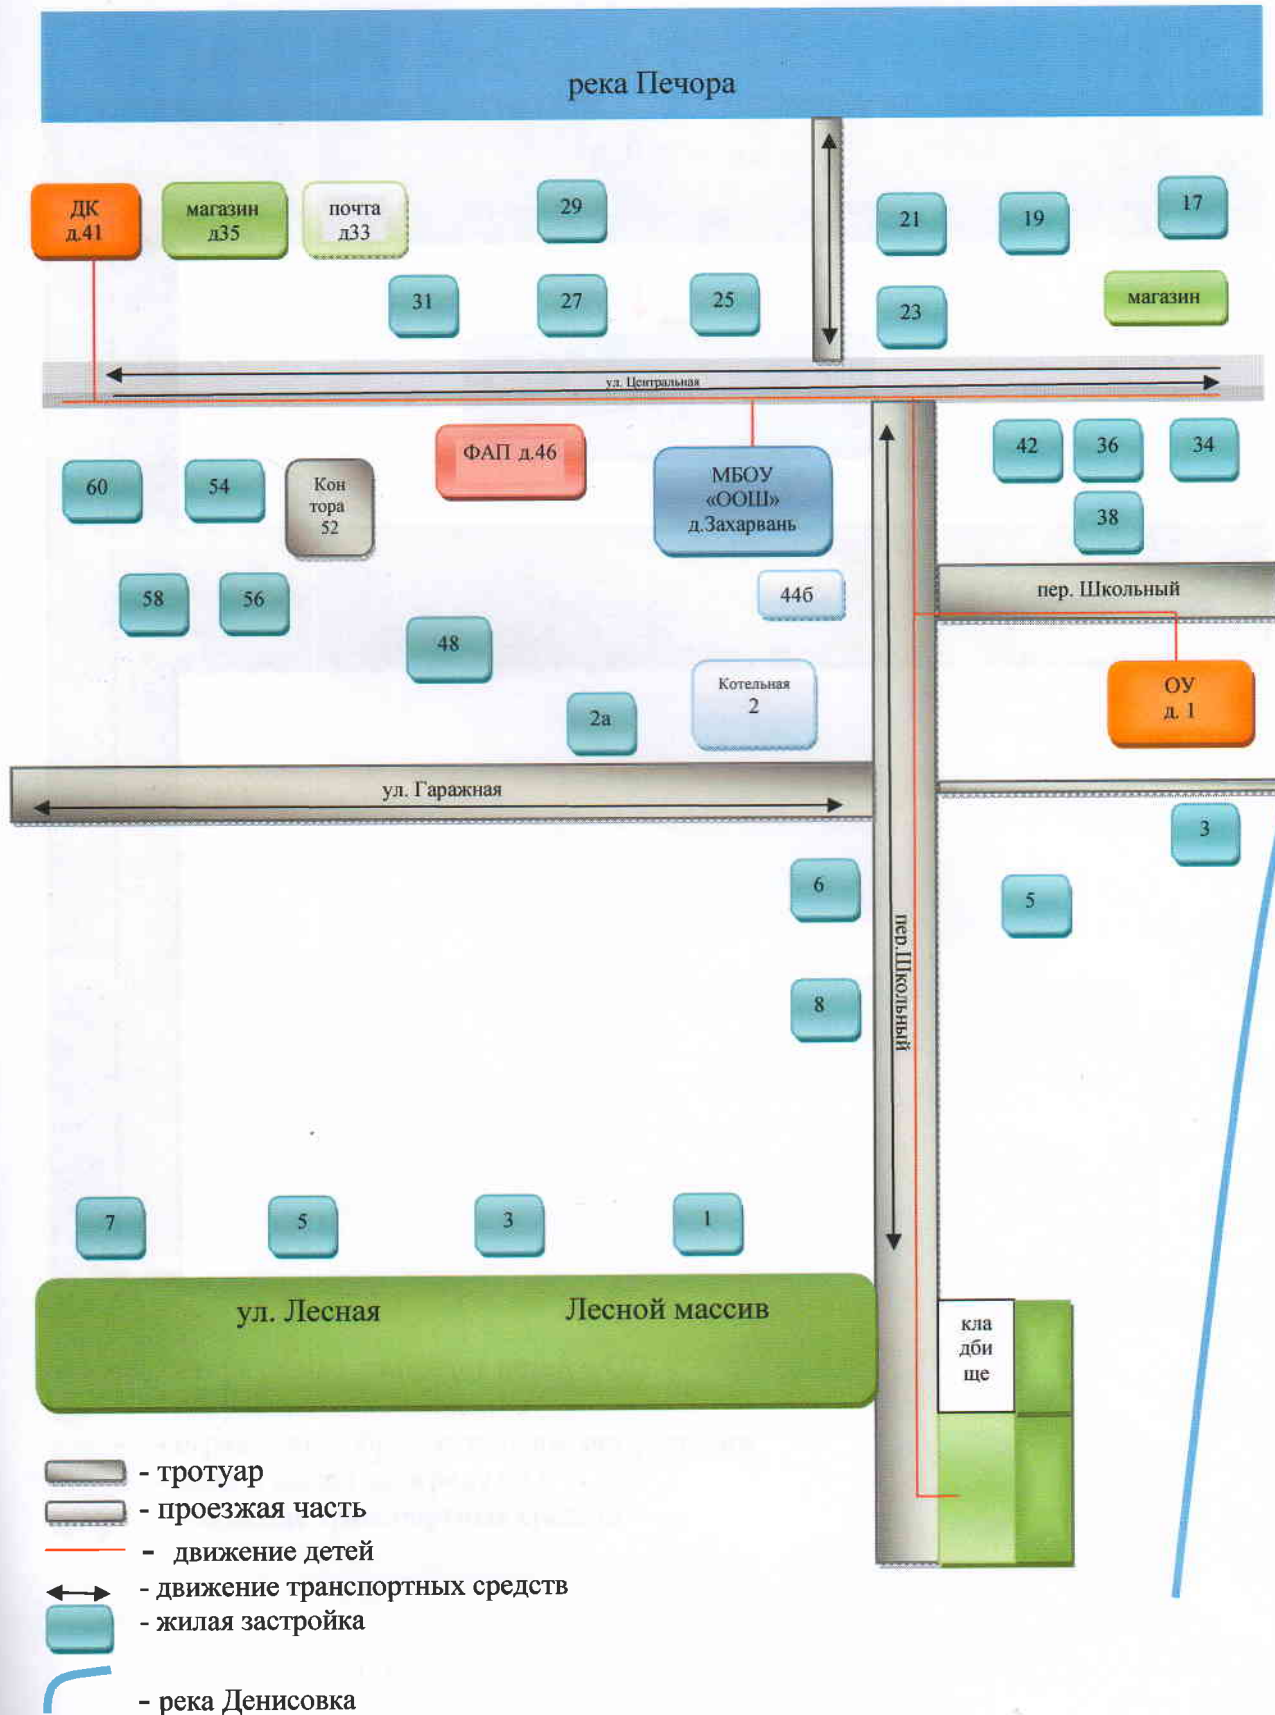 река Печора
ДК
д.41
магазин
д35
почта
д33
29
21
19
17
31
27
25
23
магазин
ул. Центральная
60
54
Кон
тора
52
ФАП д.46
МБОУ
«ООШ»
д.Захарвань
42
36
34
38
58
56
48
44б
пер. Школьный
2а
Котельная
2
ОУ
д. 1
ул. Гаражная
3
6
5
8
пер.Школьный
7
5
3
1
ул. Лесная
Лесной массив
кла
дби
ще
- тротуар
- проезжая часть
- движение детей
- движение транспортных средств
- жилая застройка
- река Денисовка